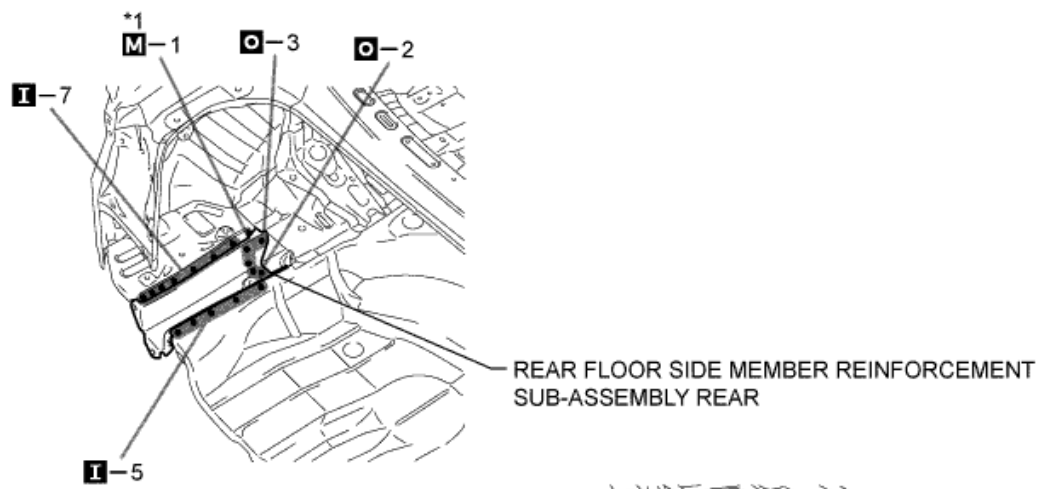 *1
M-1
O-3
O-2
I-7
REAR FLOOR SIDE MEMBER REINFORCEMENT
SUB-ASSEMBLY REAR
I-5